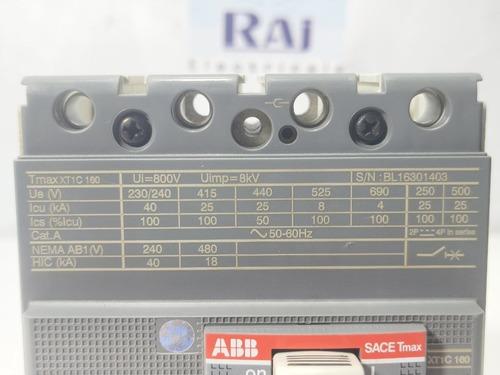 RAJ
Tmax XT1C 160 Ui=800V Uimp=8kV S/N:BL16301403
Ue (V) 230/240 415 440 525 690 250 500
Icu (kA) 40 25 25 8 4 25 25
Ics (%Icu) 100 100 50 100 100 100 100
Cat.A 50-60Hz 2P 4P in series
NEMA AB1(V) 240 480
HIC (kA) 40 18
ABB SACE Tmax
XT1C 160
on